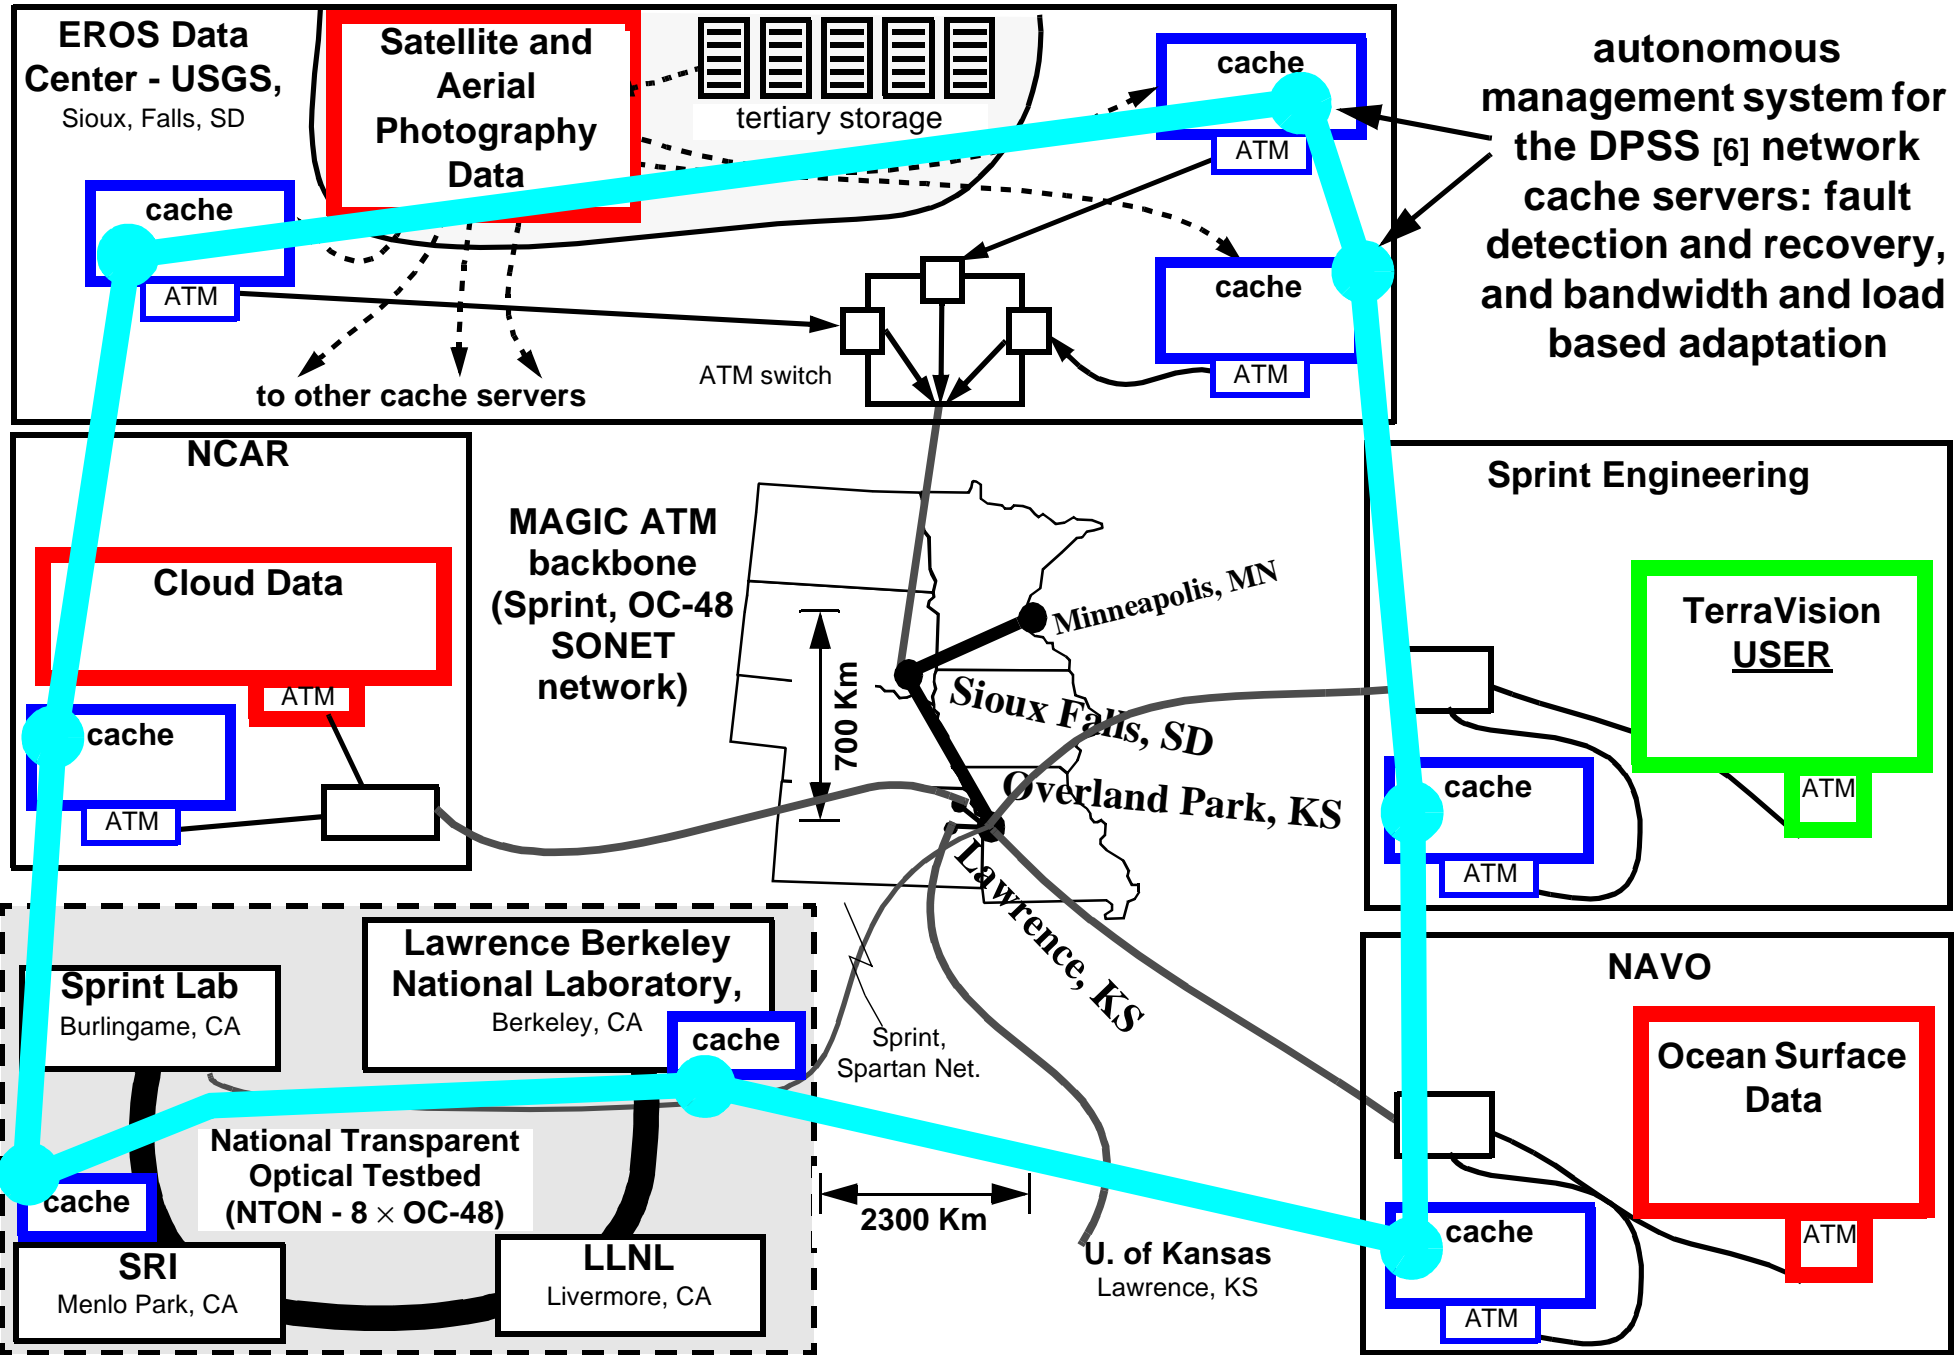 EROS Data
Center - USGS,
Sioux, Falls, SD
Satellite and
Aerial
Photography
Data
tertiary storage
cache
ATM
cache
ATM
cache
ATM
ATM switch
to other cache servers
autonomous
management system for
the DPSS [6] network
cache servers: fault
detection and recovery,
and bandwidth and load
based adaptation
NCAR
Cloud Data
ATM
cache
ATM
MAGIC ATM
backbone
(Sprint, OC-48
SONET
network)
700 Km
Minneapolis, MN
Sioux Falls, SD
Overland Park, KS
Lawrence, KS
Sprint Engineering
TerraVision
USER
ATM
cache
ATM
Sprint Lab
Burlingame, CA
Lawrence Berkeley
National Laboratory,
Berkeley, CA
cache
Sprint,
Spartan Net.
National Transparent
Optical Testbed
(NTON - 8 × OC-48)
cache
SRI
Menlo Park, CA
LLNL
Livermore, CA
2300 Km
U. of Kansas
Lawrence, KS
NAVO
Ocean Surface
Data
ATM
cache
ATM